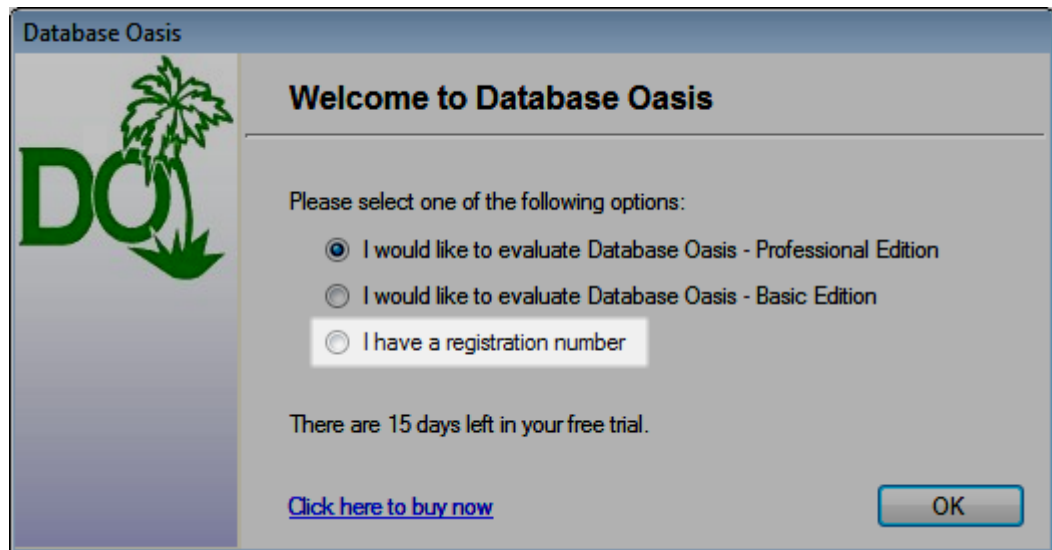 Database Oasis
DO
Welcome to Database Oasis
Please select one of the following options:
I would like to evaluate Database Oasis - Professional Edition
I would like to evaluate Database Oasis - Basic Edition
I have a registration number
There are 15 days left in your free trial.
Click here to buy now
OK